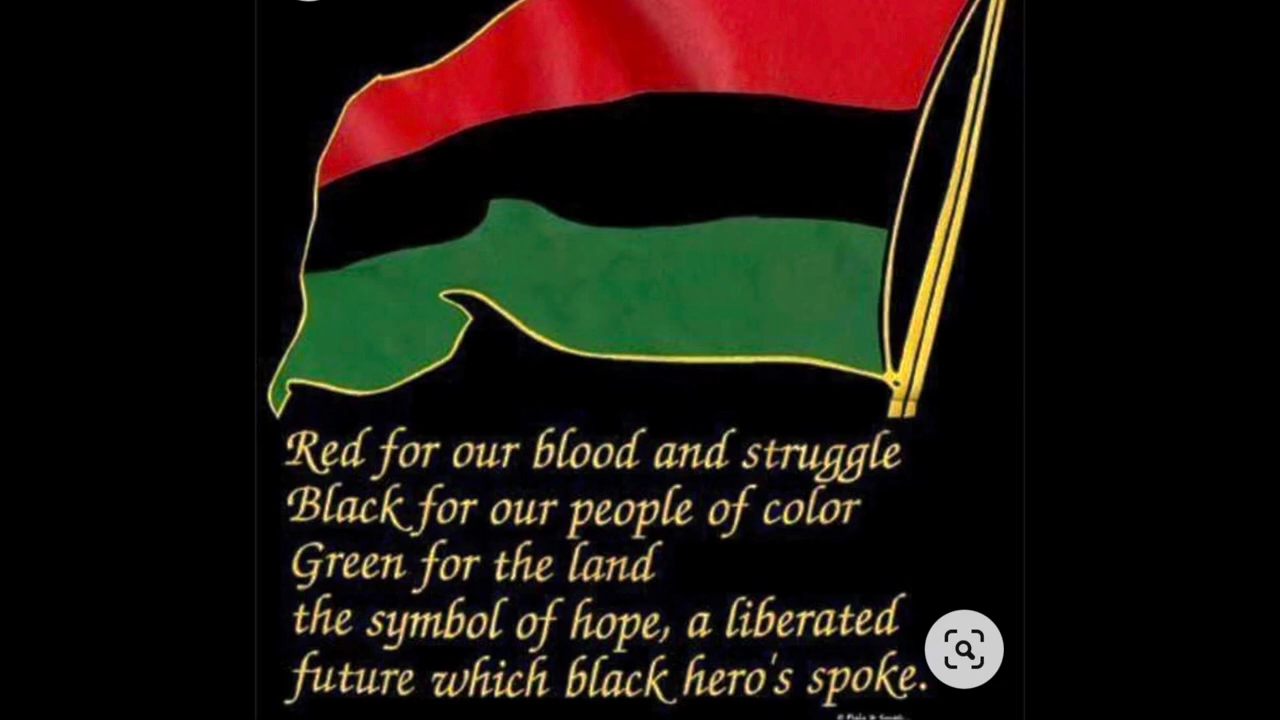 Red for our blood and struggle
Black for our people of color
Green for the land
the symbol of hope, a liberated
future which black hero's spoke.